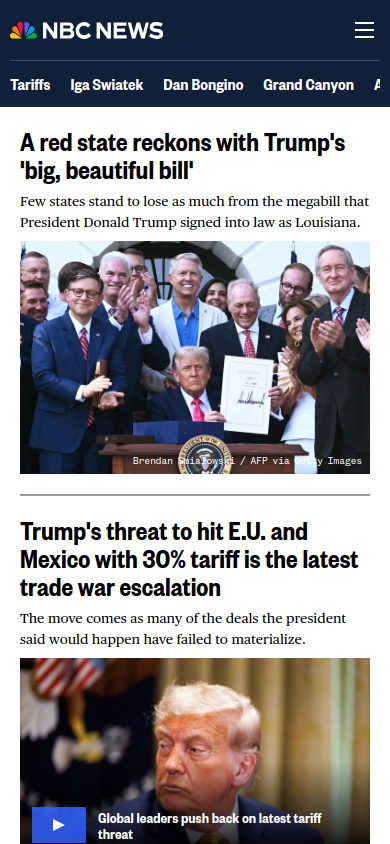 NBC NEWS
Tariffs Iga Swiatek Dan Bongino Grand Canyon A
A red state reckons with Trump's
'big, beautiful bill'
Few states stand to lose as much from the megabill that
President Donald Trump signed into law as Louisiana.
Brendan Smialowski / AFP via Getty Images
Trump's threat to hit E.U. and
Mexico with 30% tariff is the latest
trade war escalation
The move comes as many of the deals the president
said would happen have failed to materialize.
Global leaders push back on latest tariff
threat